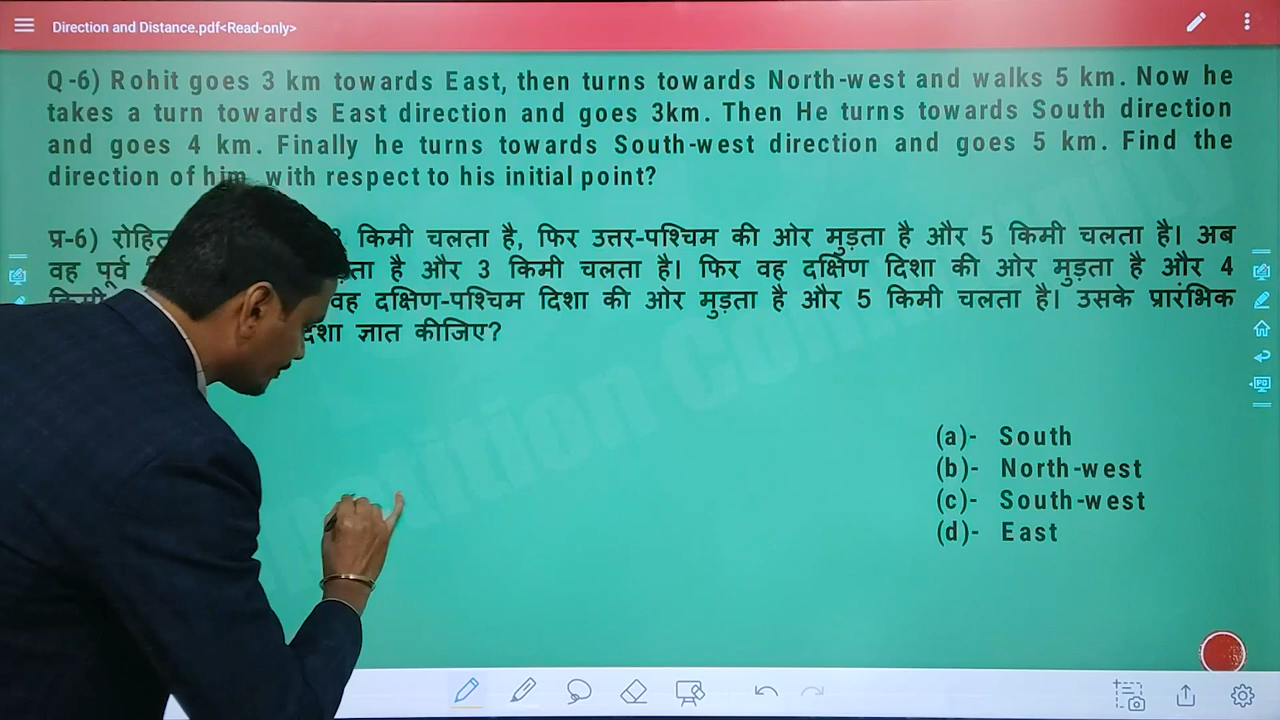 Direction and Distance.pdf<Read-only>
Q-6) Rohit goes 3 km towards East, then turns towards North-west and walks 5 km. Now he
takes a turn towards East direction and goes 3km. Then He turns towards South direction
and goes 4 km. Finally he turns towards South-west direction and goes 5 km. Find the
direction of him with respect to his initial point?
प्र-6) रोहित किमी चलता है, फिर उत्तर-पश्चिम की ओर मुड़ता है और 5 किमी चलता है। अब
वह पूर्व है और 3 किमी चलता है। फिर वह दक्षिण दिशा की ओर मुड़ता है और 4
वह दक्षिण-पश्चिम दिशा की ओर मुड़ता है और 5 किमी चलता है। उसके प्रारंभिक
ज्ञात कीजिए?
(a)- South
(b)- North-west
(c)- South-west
(d)- East